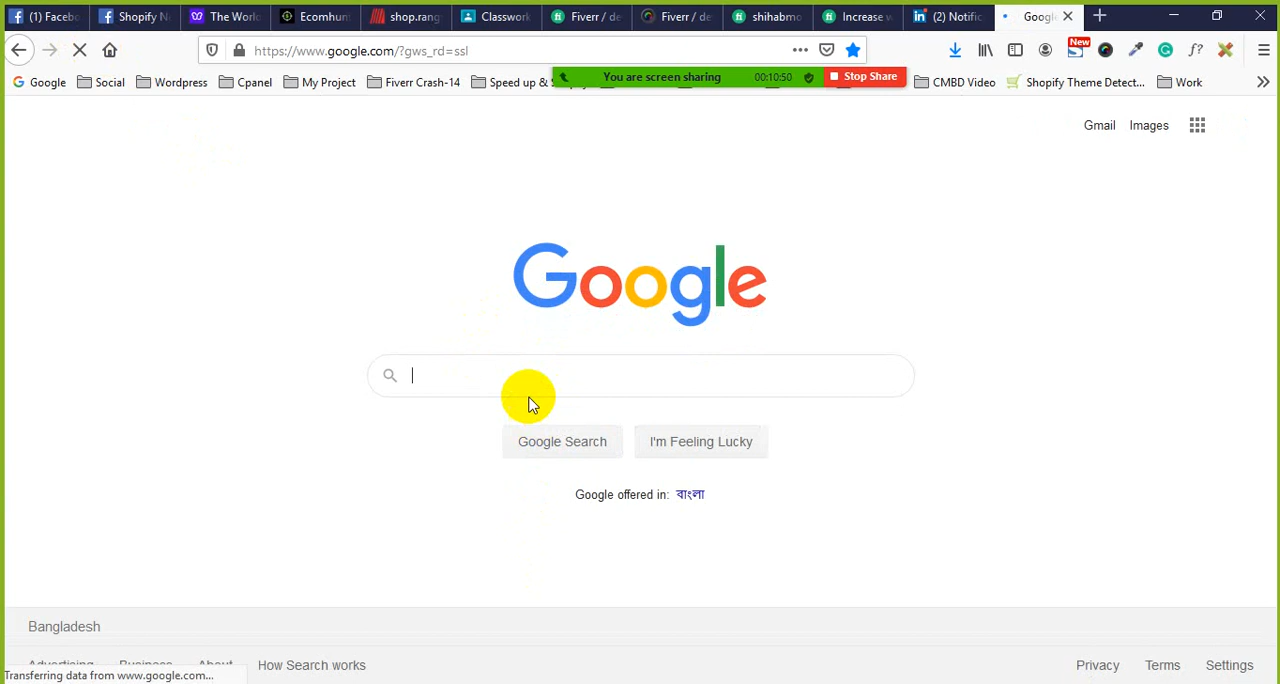 (1) Facebo
Shopify N
The World
Ecomhun
shop.rang
Classwork
Fiverr / de
Fiverr / de
shihabmo
Increase w
(2) Notific
Google
https://www.google.com/?gws_rd=ssl
New
Google
Social
Wordpress
Cpanel
My Project
Fiverr Crash-14
Speed up & S
You are screen sharing
00:10:50
Stop Share
CMBD Video
Shopify Theme Detect...
Work
Gmail
Images
Google
Google Search
I'm Feeling Lucky
Google offered in: বাংলা
Bangladesh
Advertising
Business
About
How Search works
Privacy
Terms
Settings
Transferring data from www.google.com...